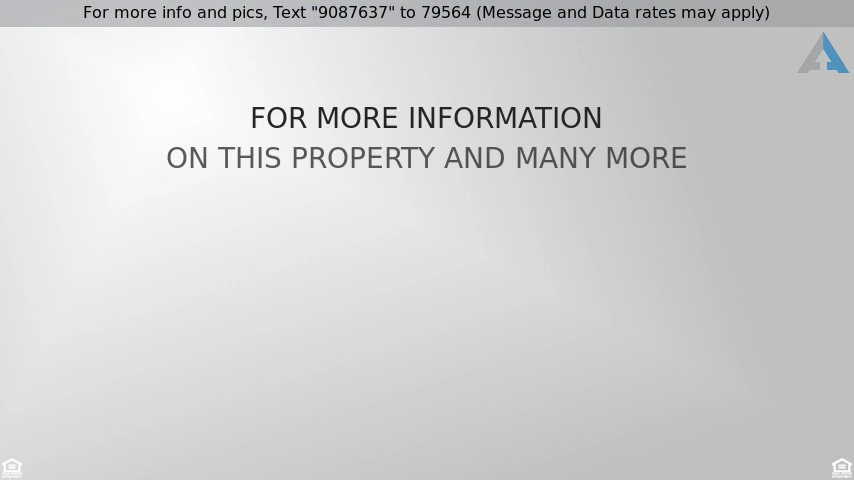 For more info and pics, Text "9087637" to 79564 (Message and Data rates may apply)
FOR MORE INFORMATION
ON THIS PROPERTY AND MANY MORE